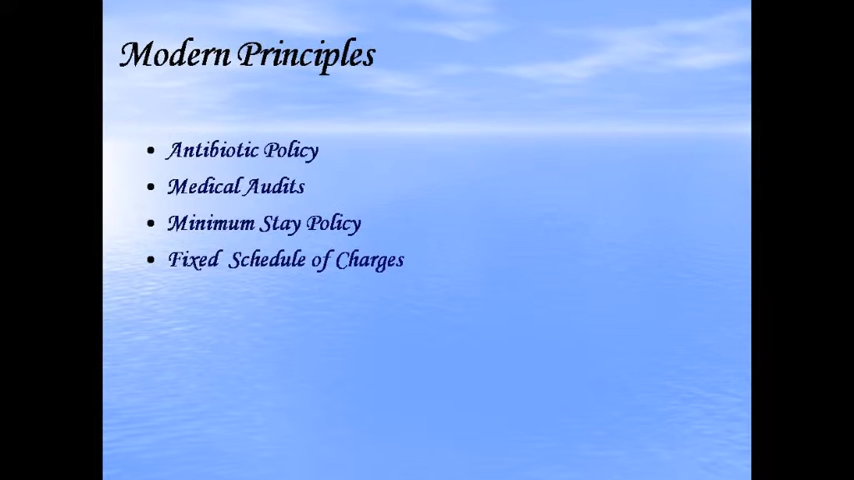 Modern Principles
• Antibiotic Policy
• Medical Audits
• Minimum Stay Policy
• Fixed Schedule of Charges